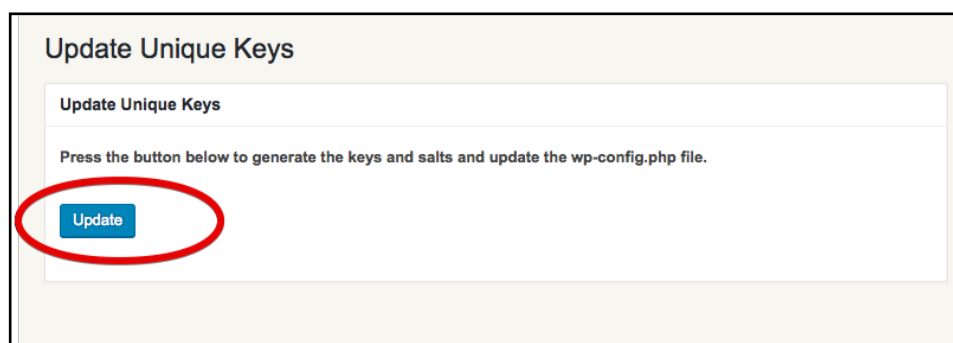 Update Unique Keys
Update Unique Keys
Press the button below to generate the keys and salts and update the wp-config.php file.
Update